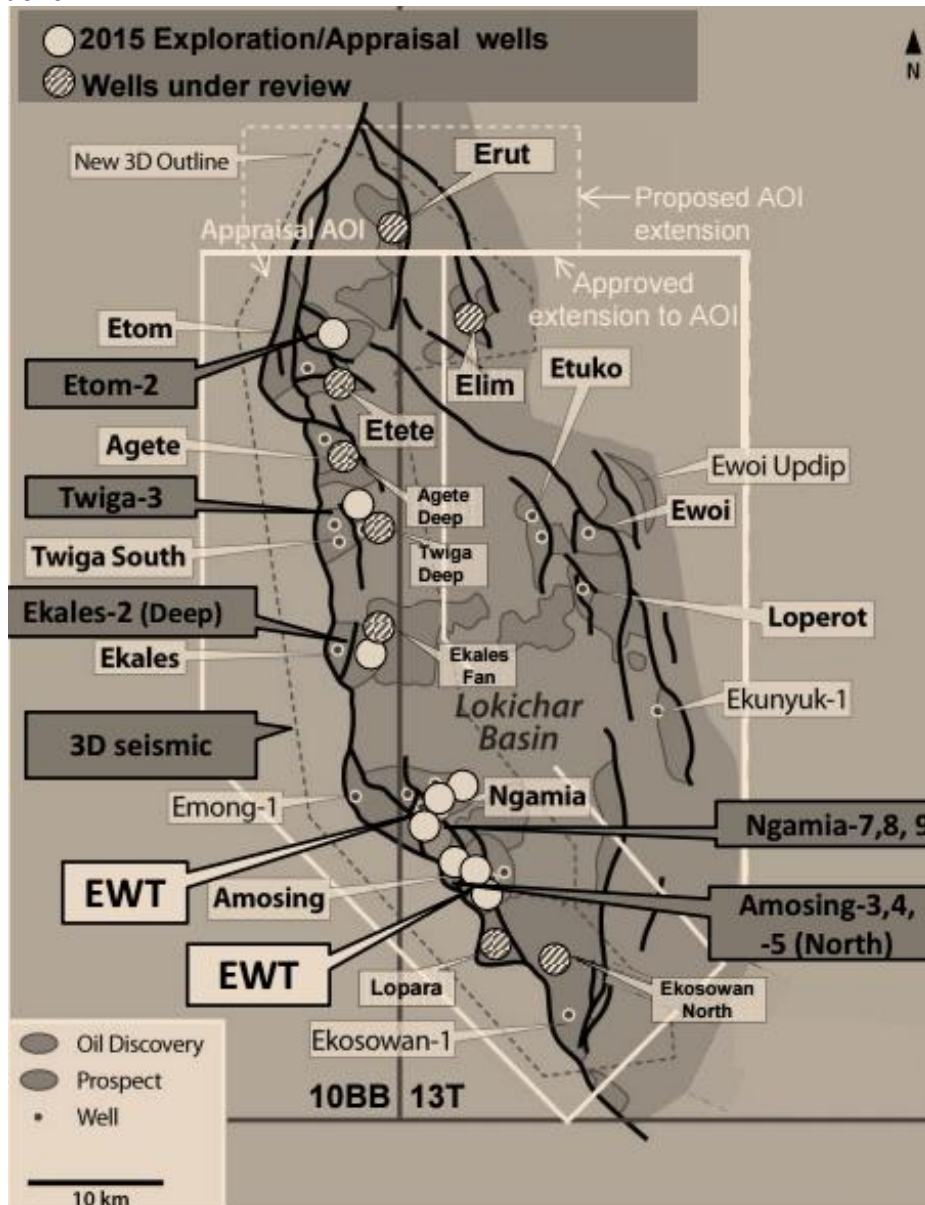 2015 Exploration/Appraisal wells
Wells under review
N
New 3D Outline
Erut
Proposed AOI
extension
Appraisal AOI
Approved
extension to AOI
Etom
Etom-2
Elim
Etuko
Etete
Agete
Ewoi Updip
Twiga-3
Agete
Deep
Ewoi
Twiga South
Twiga
Deep
Ekales-2 (Deep)
Loperot
Ekales
Ekales
Fan
Lokichar
Basin
Ekunyuk-1
3D seismic
Emong-1
Ngamia
Ngamia-7,8, 9
EWT
Amosing
Amosing-3,4,
-5 (North)
EWT
Lopara
Ekosowan
North
Ekosowan-1
Oil Discovery
Prospect
Well
10BB 13T
10 km